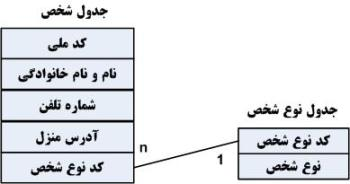 جدول شخص
کد ملی
نام و نام خانوادگی
شماره تلفن
آدرس منزل
کد نوع شخص
n
1
جدول نوع شخص
کد نوع شخص
نوع شخص